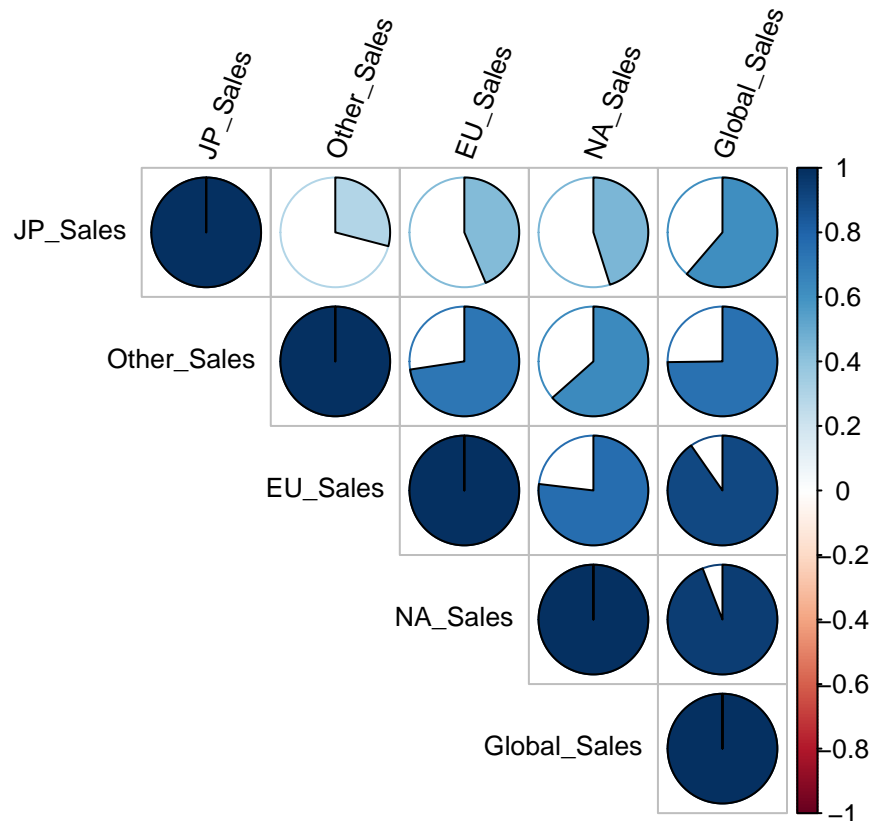 JP_Sales
Other_Sales
EU_Sales
NA_Sales
Global_Sales
JP_Sales
Other_Sales
EU_Sales
NA_Sales
Global_Sales
1
0.8
0.6
0.4
0.2
0
−0.2
−0.4
−0.6
−0.8
−1